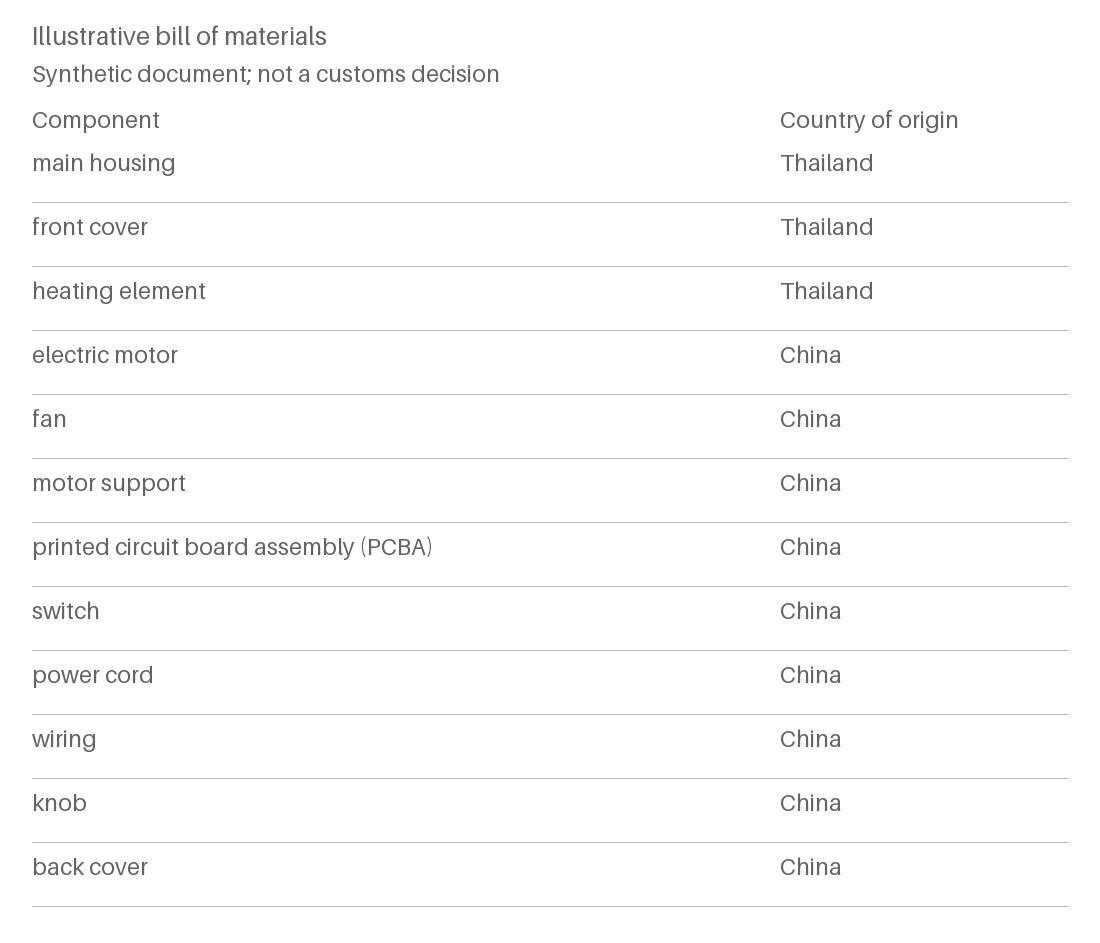 Illustrative bill of materials
Synthetic document; not a customs decision
Component Country of origin
main housing Thailand
front cover Thailand
heating element Thailand
electric motor China
fan China
motor support China
printed circuit board assembly (PCBA) China
switch China
power cord China
wiring China
knob China
back cover China